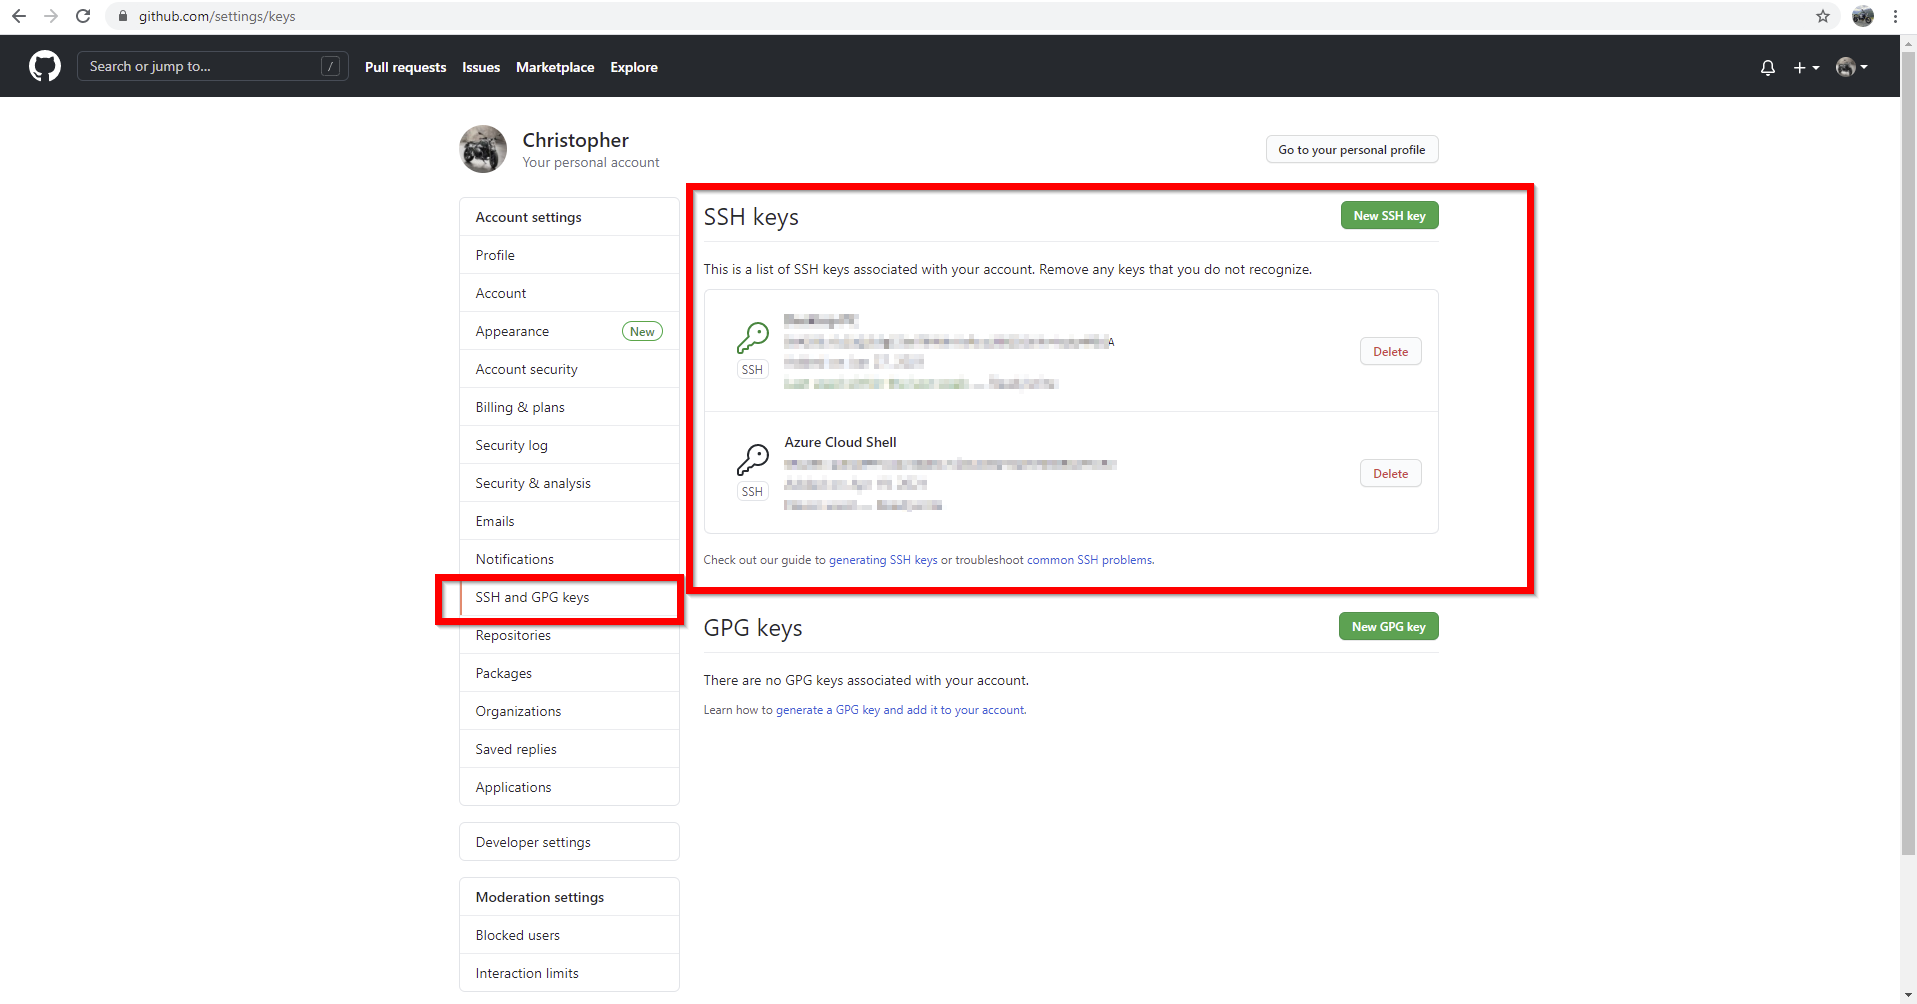 github.com/settings/keys
Search or jump to... /
Pull requests Issues Marketplace Explore
Christopher
Your personal account
Go to your personal profile
Account settings
Profile
Account
Appearance New
Account security
Billing & plans
Security log
Security & analysis
Emails
Notifications
SSH and GPG keys
Repositories
Packages
Organizations
Saved replies
Applications
Developer settings
Moderation settings
Blocked users
Interaction limits
SSH keys
New SSH key
This is a list of SSH keys associated with your account. Remove any keys that you do not recognize.
SSH
Delete
Azure Cloud Shell
SSH
Delete
Check out our guide to generating SSH keys or troubleshoot common SSH problems.
GPG keys
New GPG key
There are no GPG keys associated with your account.
Learn how to generate a GPG key and add it to your account.